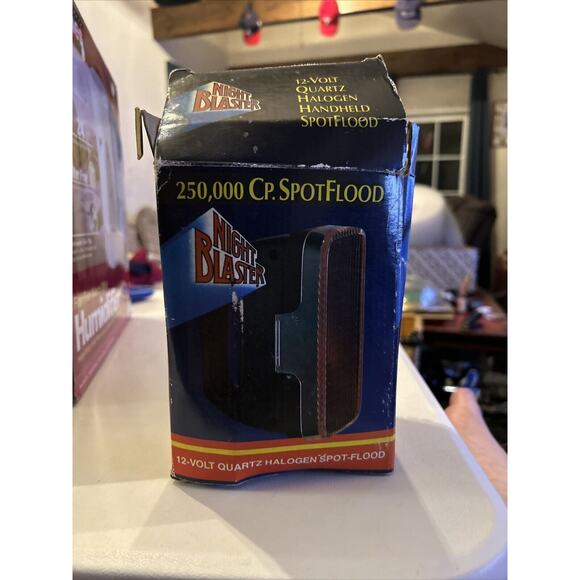 NIGHT
BLASTER
12-VOLT
QUARTZ
HALOGEN
HANDHELD
SPOTFLOOD
250,000 CP. SPOTFLOOD
NIGHT
BLASTER
12-VOLT QUARTZ HALOGEN SPOT-FLOOD
Humidifier